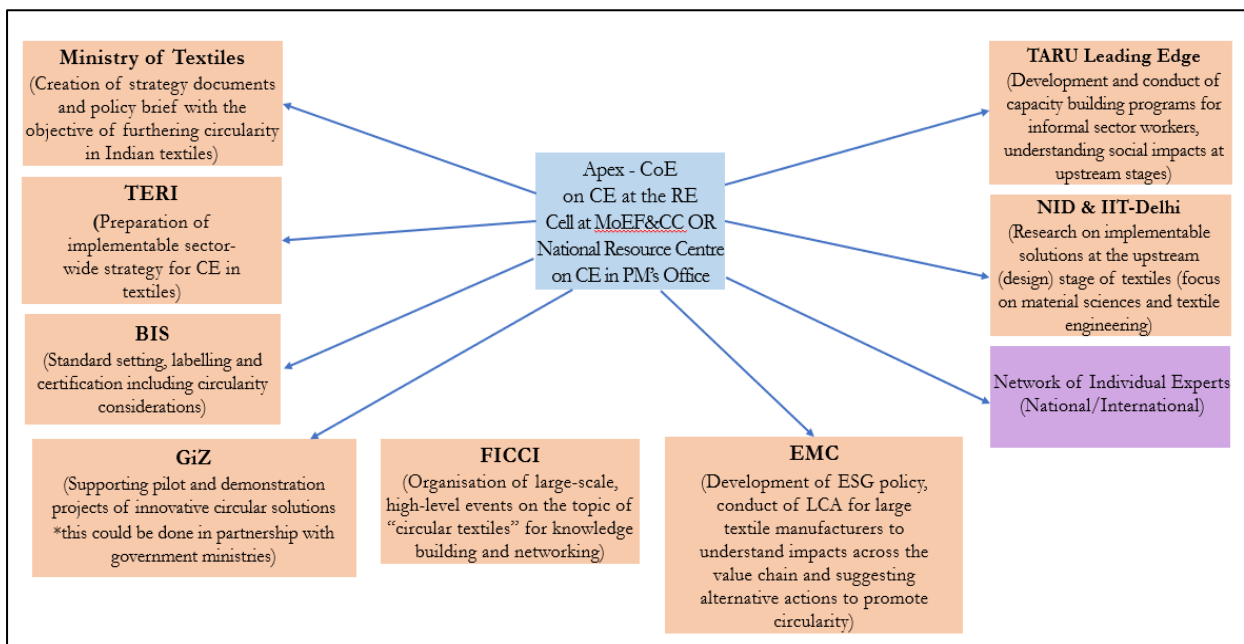 Ministry of Textiles
(Creation of strategy documents
and policy brief with the
objective of furthering circularity
in Indian textiles)
TERI
(Preparation of
implementable sector-
wide strategy for CE in
textiles)
BIS
(Standard setting, labelling and
certification including circularity
considerations)
GiZ
(Supporting pilot and demonstration
projects of innovative circular solutions
*this could be done in partnership with
government ministries)
FICCI
(Organisation of large-scale,
high-level events on the topic of
“circular textiles” for knowledge
building and networking)
EMC
(Development of ESG policy,
conduct of LCA for large
textile manufacturers to
understand impacts across the
value chain and suggesting
alternative actions to promote
circularity)
Apex - CoE
on CE at the RE
Cell at MoEF&CC OR
National Resource Centre
on CE in PM’s Office
TARU Leading Edge
(Development and conduct of
capacity building programs for
informal sector workers,
understanding social impacts at
upstream stages)
NID & IIT-Delhi
(Research on implementable
solutions at the upstream
(design) stage of textiles (focus
on material sciences and textile
engineering)
Network of Individual Experts
(National/International)